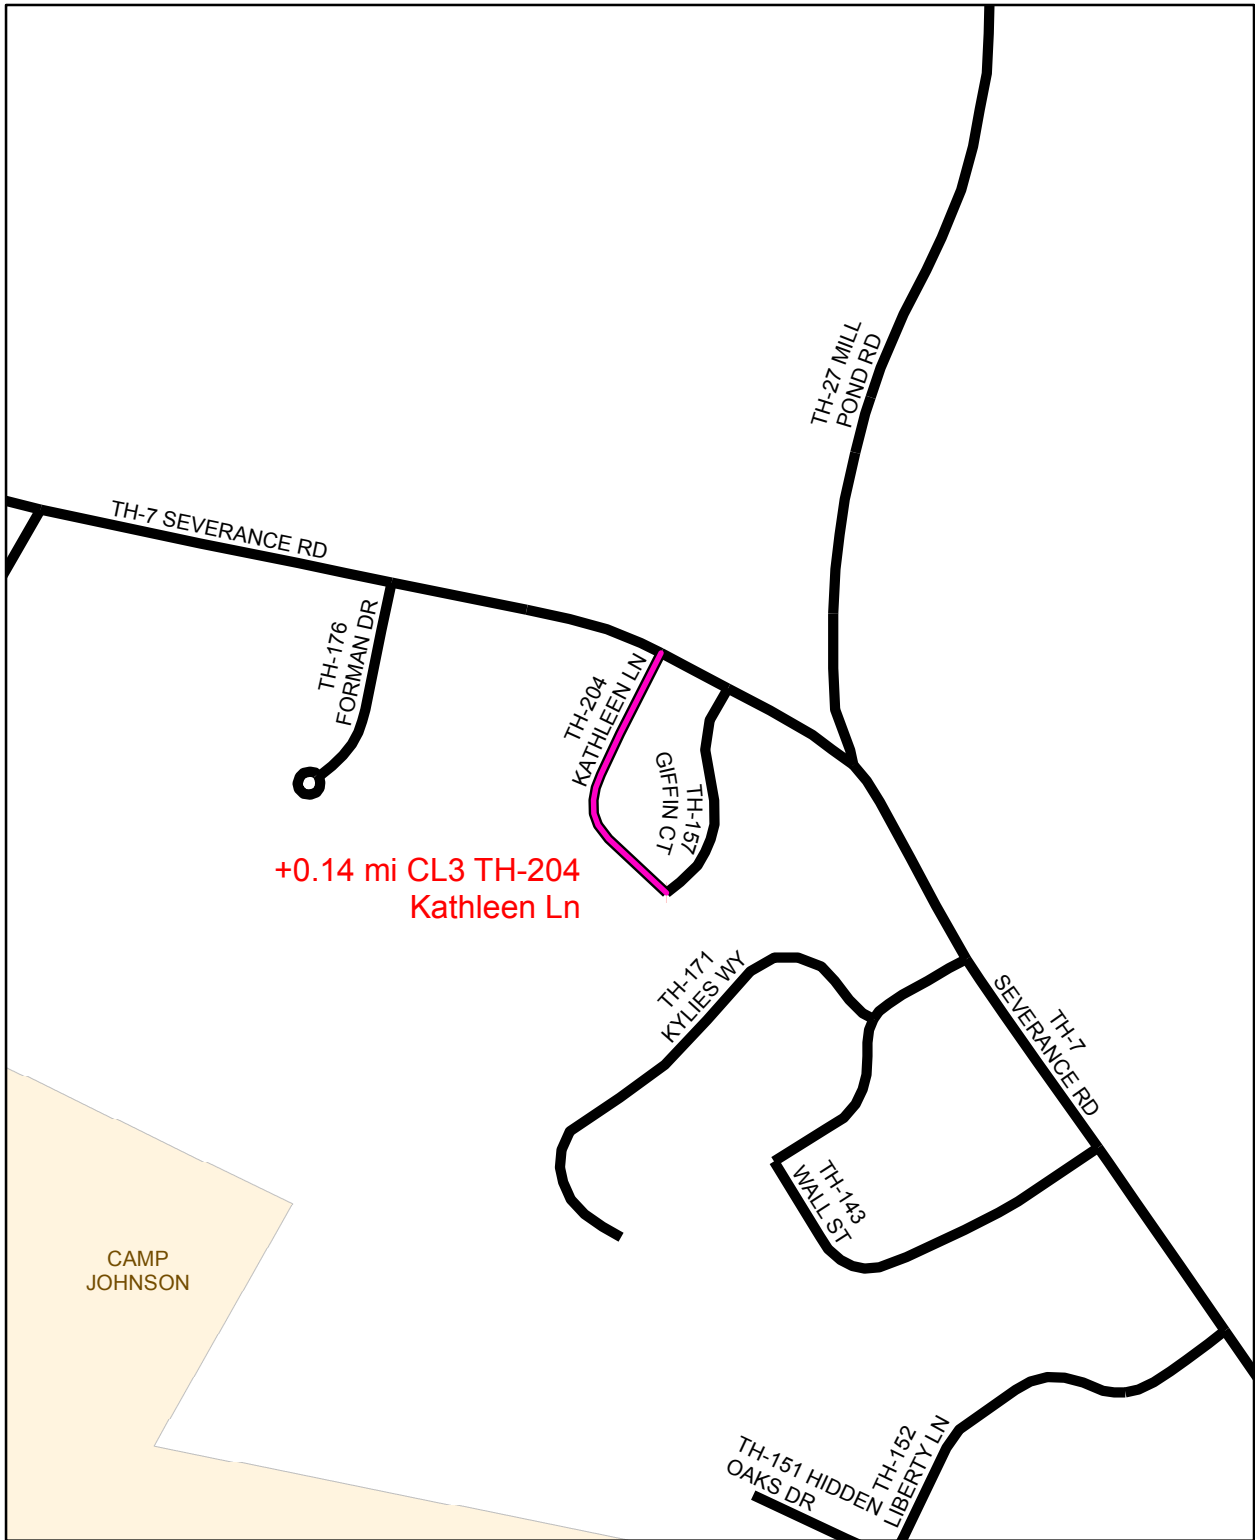 TH-27 MILL
POND RD
TH-7 SEVERANCE RD
TH-176
FORMAN DR
TH-204
KATHLEEN LN
TH-157
GIFFIN CT
+0.14 mi CL3 TH-204
Kathleen Ln
TH-171
KYLIES WY
TH-7
SEVERANCE RD
TH-143
WALL ST
CAMP
JOHNSON
TH-151 HIDDEN
OAKS DR
TH-152
LIBERTY LN